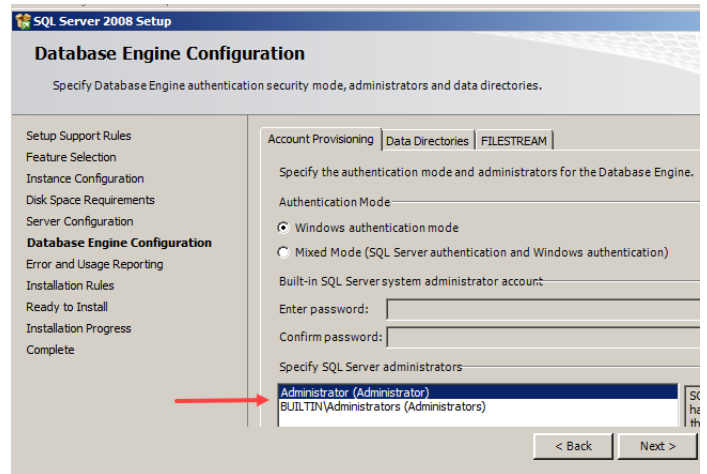 SQL Server 2008 Setup
Database Engine Configuration
Specify Database Engine authentication security mode, administrators and data directories.
Setup Support Rules
Feature Selection
Instance Configuration
Disk Space Requirements
Server Configuration
Database Engine Configuration
Error and Usage Reporting
Installation Rules
Ready to Install
Installation Progress
Complete
Account Provisioning
Data Directories
FILESTREAM
Specify the authentication mode and administrators for the Database Engine.
Authentication Mode
Windows authentication mode
Mixed Mode (SQL Server authentication and Windows authentication)
Built-in SQL Server system administrator account
Enter password:
Confirm password:
Specify SQL Server administrators
Administrator (Administrator)
BUILTIN\Administrators (Administrators)
< Back
Next >